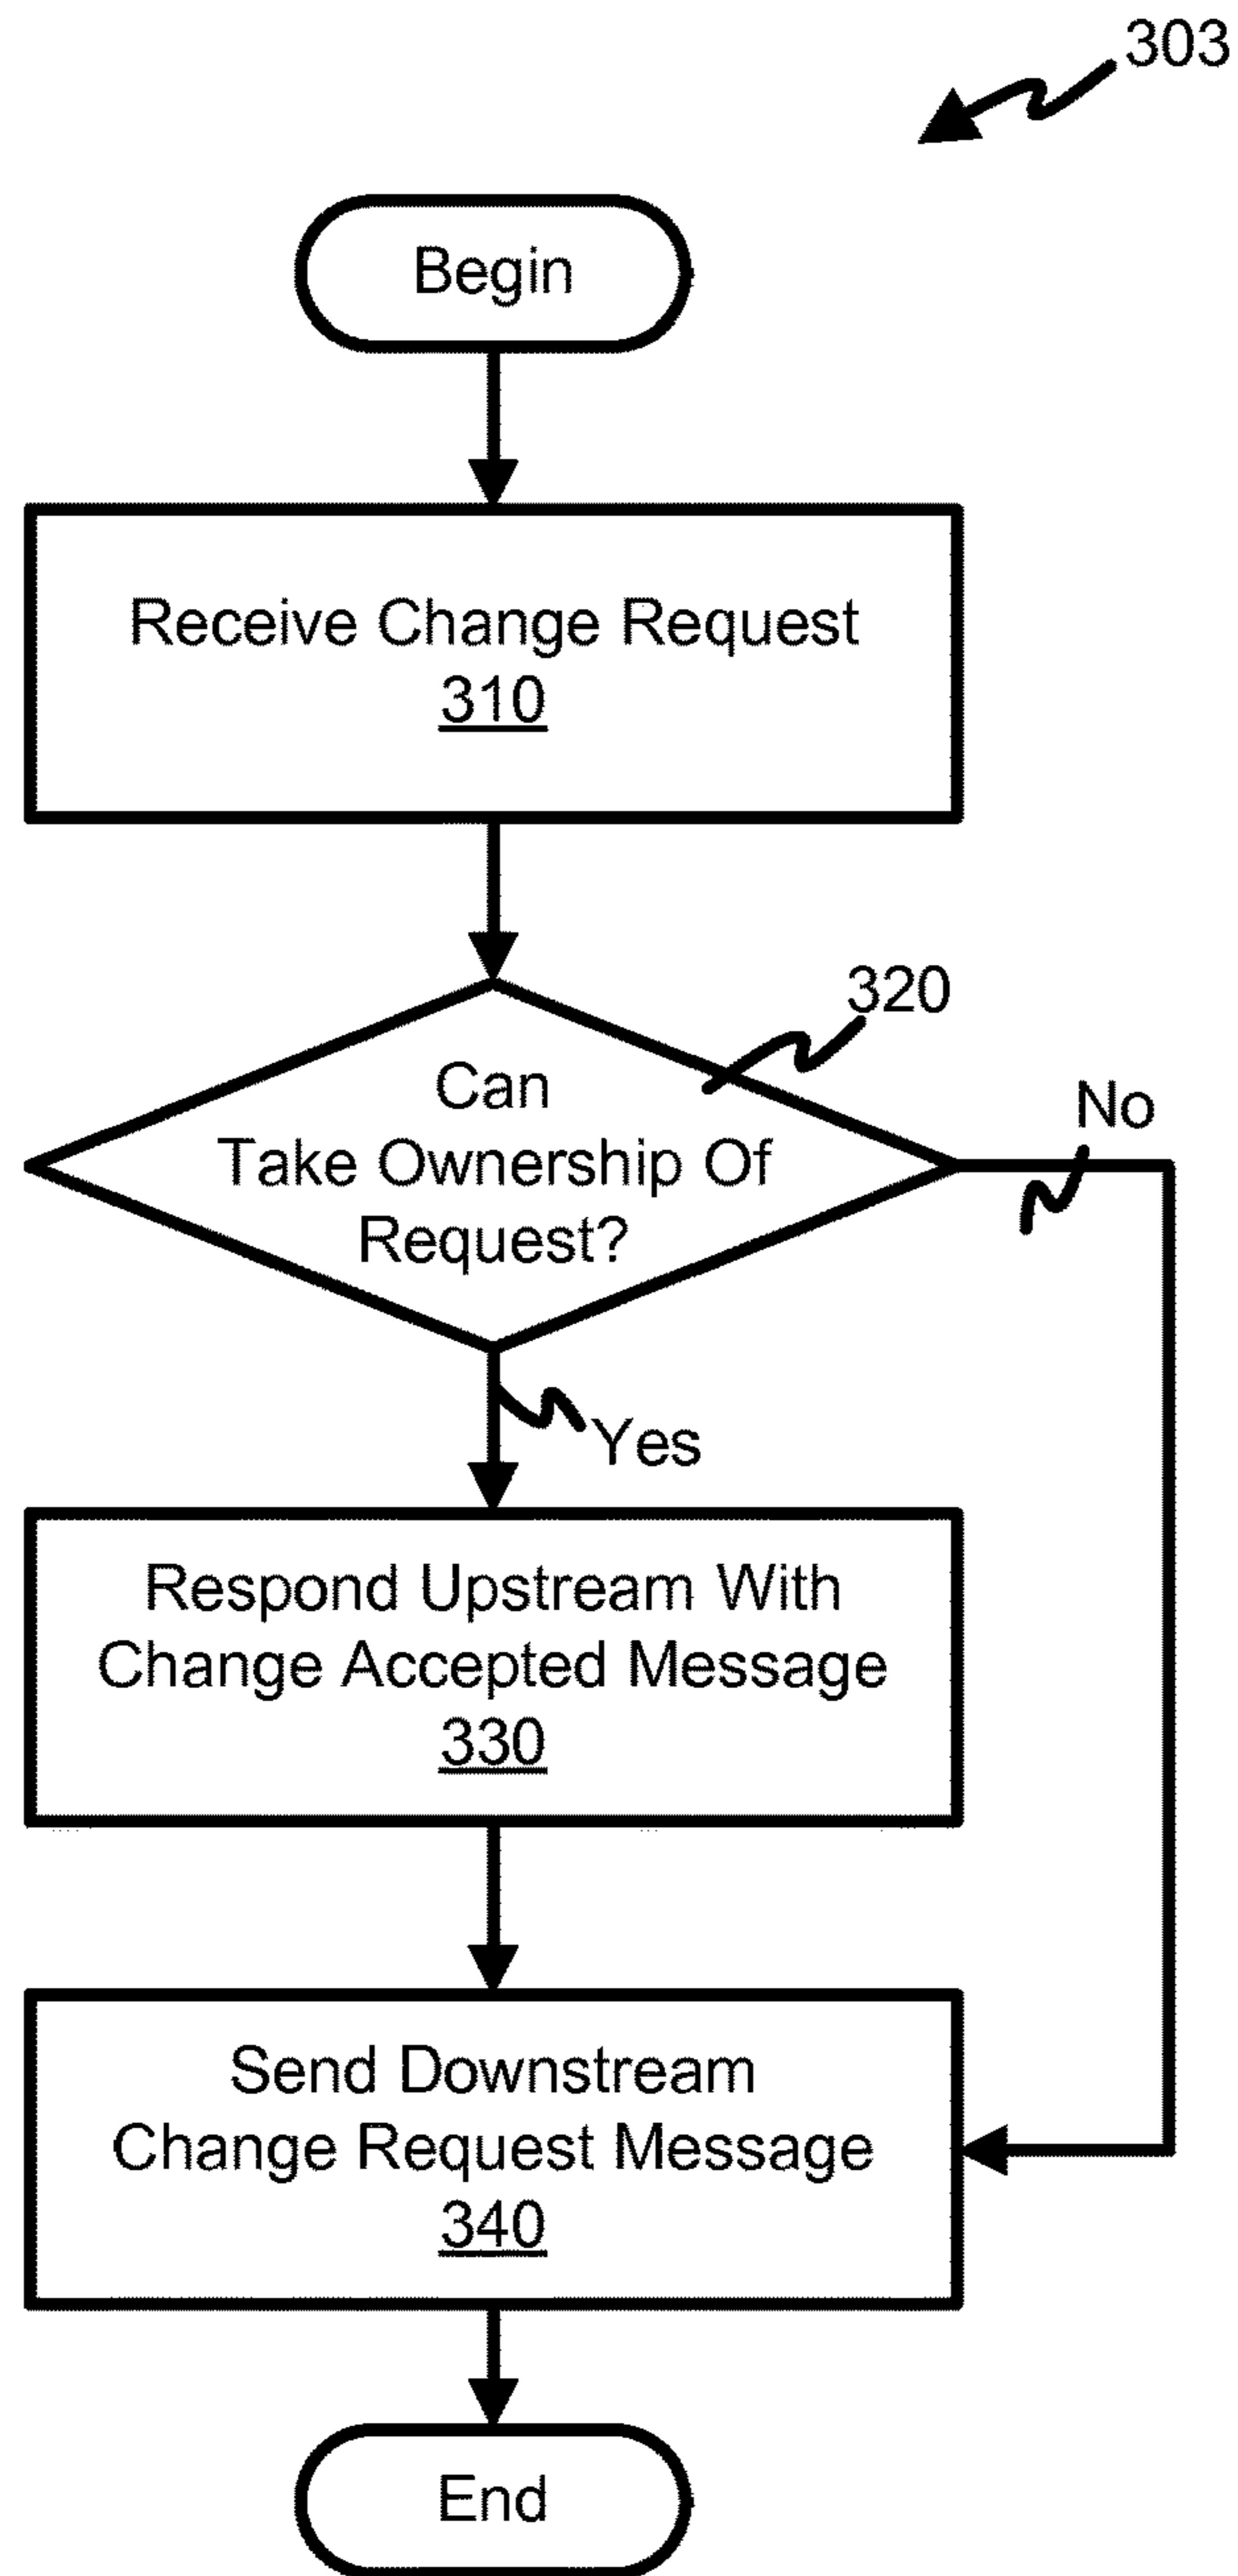 303
Begin
Receive Change Request
310
320
Can
Take Ownership Of
Request?
No
Yes
Respond Upstream With
Change Accepted Message
330
Send Downstream
Change Request Message
340
End